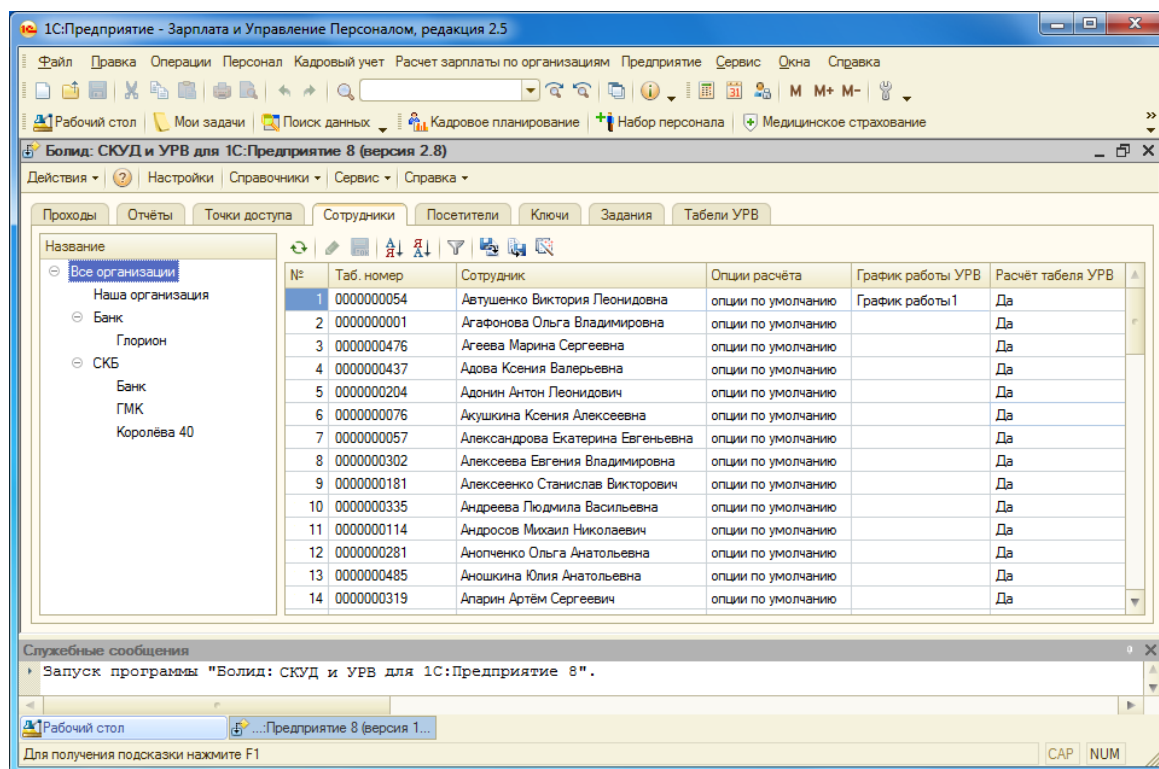 1С:Предприятие - Зарплата и Управление Персоналом, редакция 2.5
Файл Правка Операции Персонал Кадровый учет Расчет зарплаты по организациям Предприятие Сервис Окна Справка
M M+ M-
Рабочий стол Мои задачи Поиск данных Кадровое планирование Набор персонала Медицинское страхование
Болид: СКУД и УРВ для 1С:Предприятие 8 (версия 2.8)
Действия Настройки Справочники Сервис Справка
Проходы Отчёты Точки доступа Сотрудники Посетители Ключи Задания Табели УРВ
Название
Все организации
Наша организация
Банк
Глорион
СКБ
Банк
ГМК
Королёва 40
№ Таб. номер Сотрудник Опции расчёта График работы УРВ Расчёт табеля УРВ
1 0000000054 Автушенко Виктория Леонидовна опции по умолчанию График работы1 Да
2 0000000001 Агафонова Ольга Владимировна опции по умолчанию Да
3 0000000476 Агеева Марина Сергеевна опции по умолчанию Да
4 0000000437 Адова Ксения Валерьевна опции по умолчанию Да
5 0000000204 Адонин Антон Леонидович опции по умолчанию Да
6 0000000076 Акушкина Ксения Алексеевна опции по умолчанию Да
7 0000000057 Александрова Екатерина Евгеньевна опции по умолчанию Да
8 0000000302 Алексеева Евгения Владимировна опции по умолчанию Да
9 0000000181 Алексеенко Станислав Викторович опции по умолчанию Да
10 0000000335 Андреева Людмила Васильевна опции по умолчанию Да
11 0000000114 Андросов Михаил Николаевич опции по умолчанию Да
12 0000000281 Анопченко Ольга Анатольевна опции по умолчанию Да
13 0000000485 Аношкина Юлия Анатольевна опции по умолчанию Да
14 0000000319 Апарин Артём Сергеевич опции по умолчанию Да
Служебные сообщения
Запуск программы "Болид: СКУД и УРВ для 1С:Предприятие 8".
Рабочий стол ...:Предприятие 8 (версия 1...
Для получения подсказки нажмите F1 CAP NUM